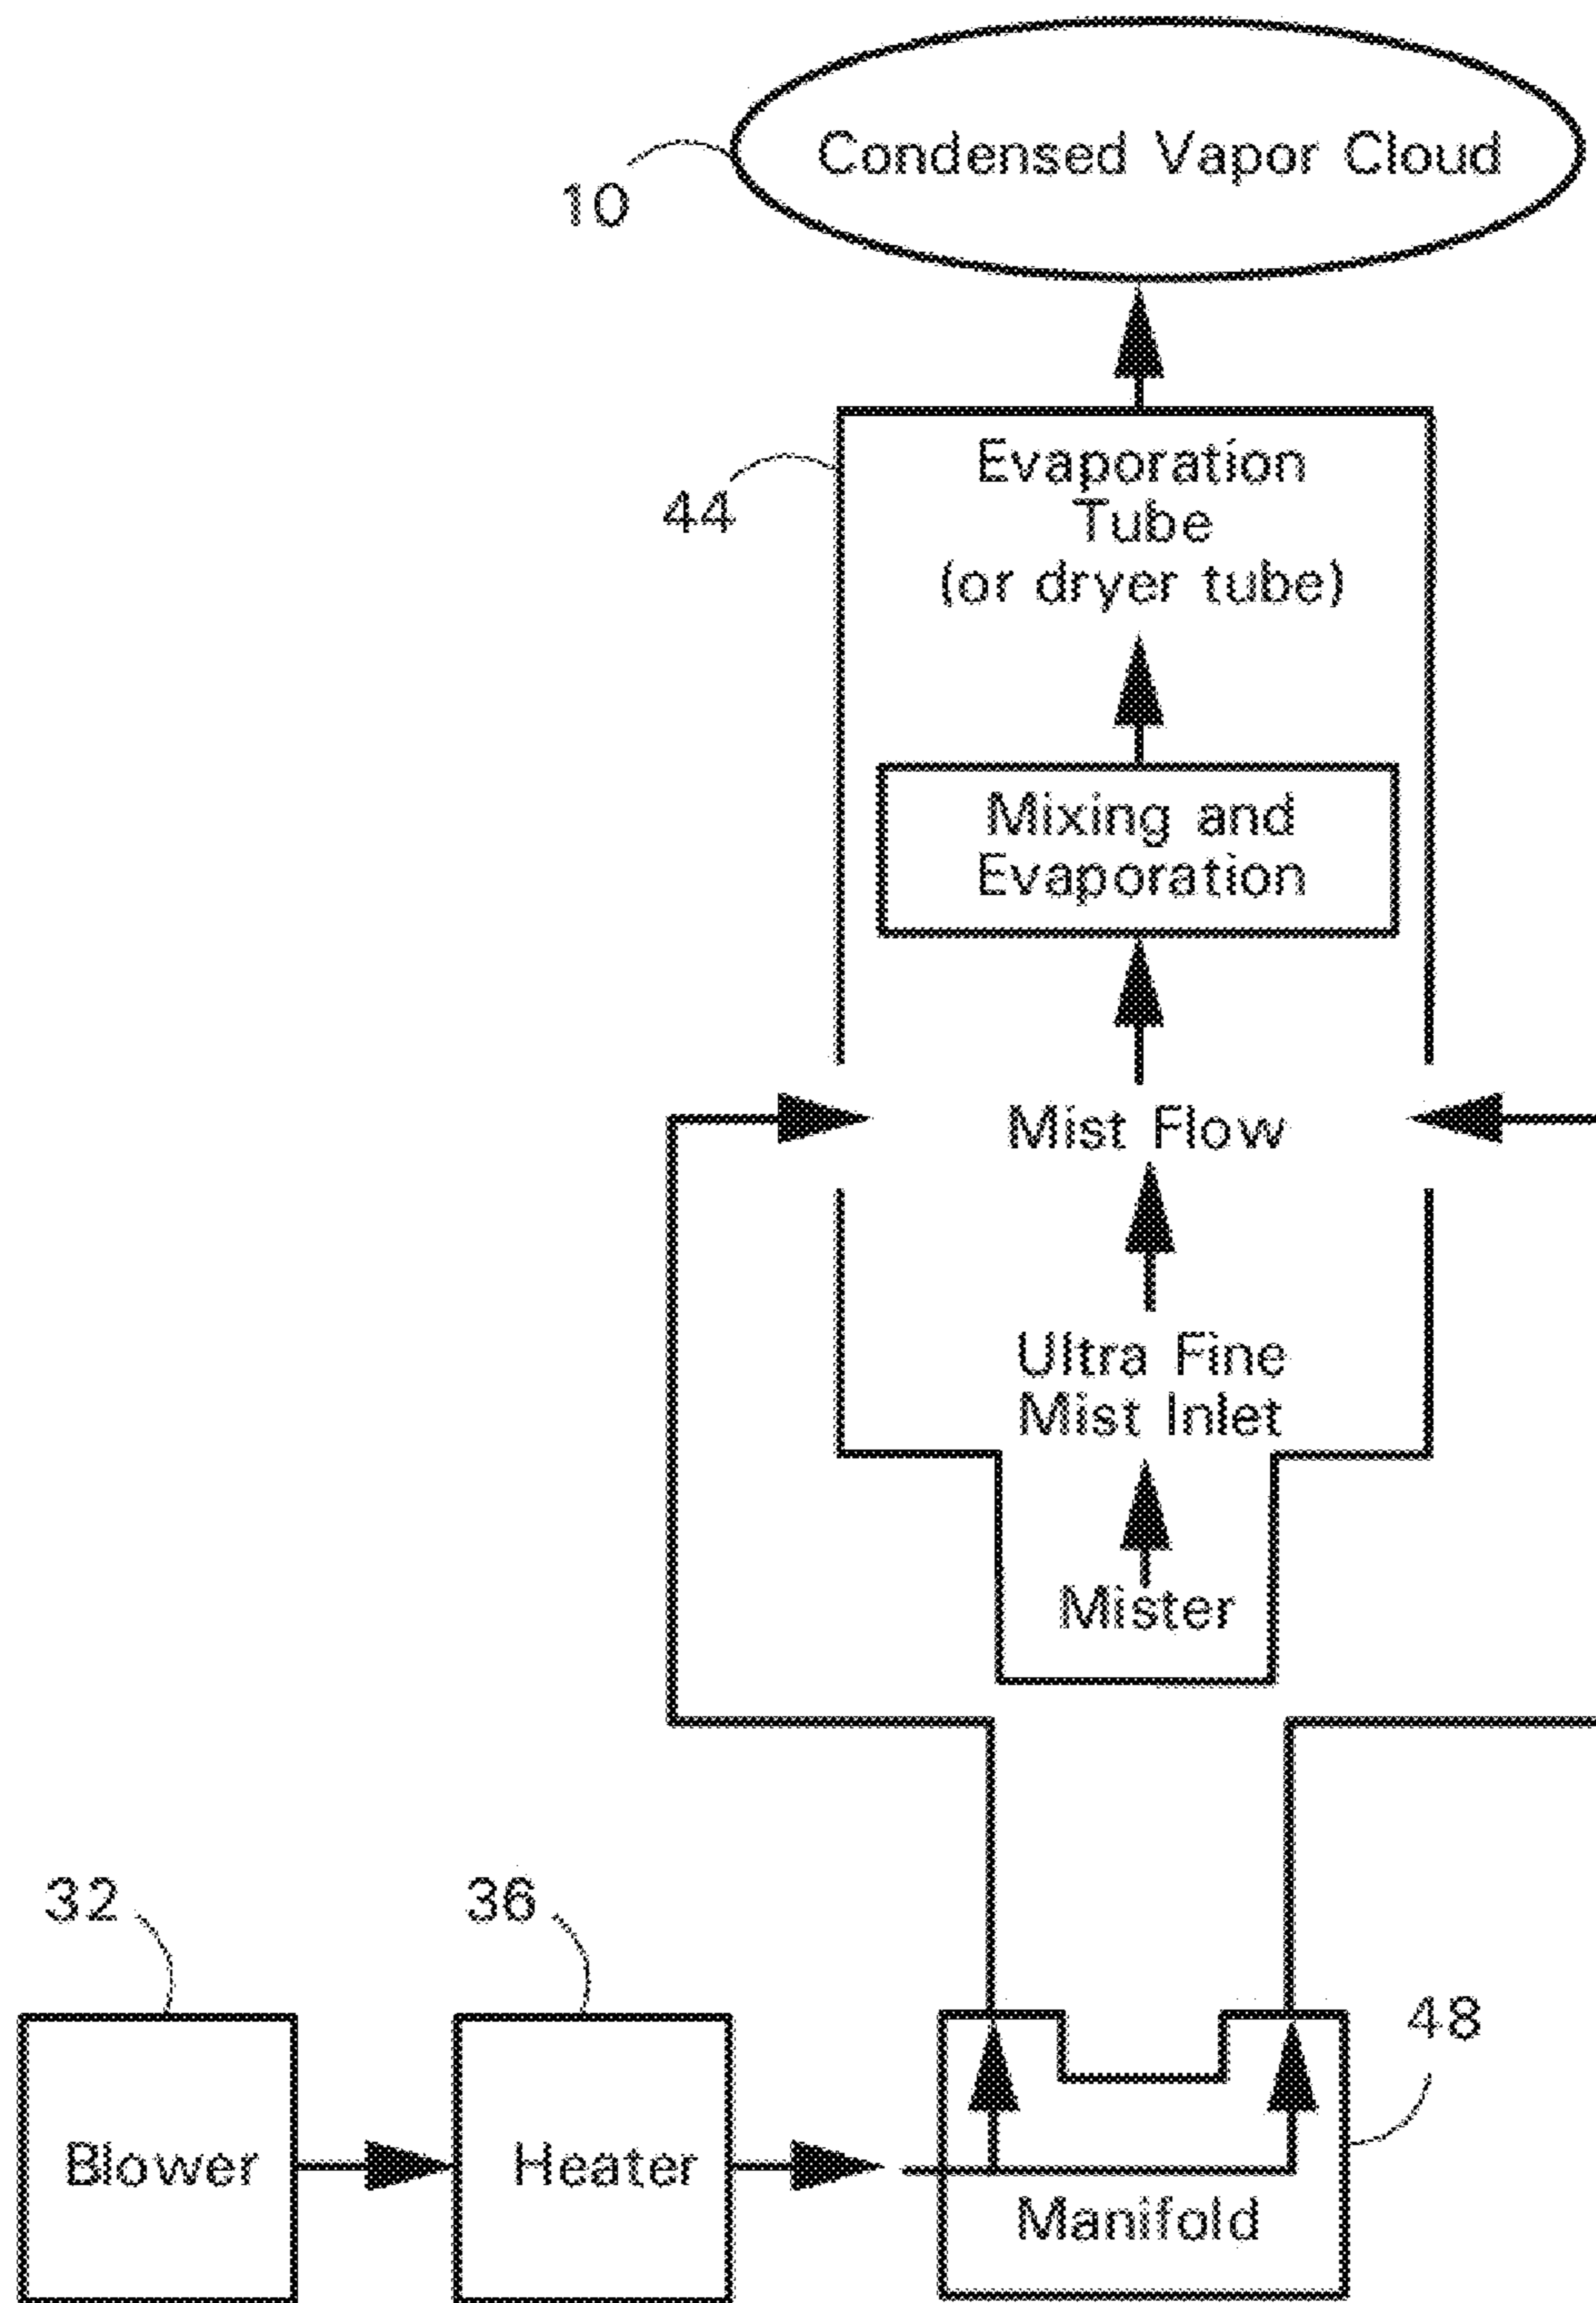 Condensed Vapor Cloud
10
Evaporation
Tube
(or dryer tube)
44
Mixing and
Evaporation
Mist Flow
Ultra Fine
Mist Inlet
Mister
32
36
48
Blower
Heater
Manifold